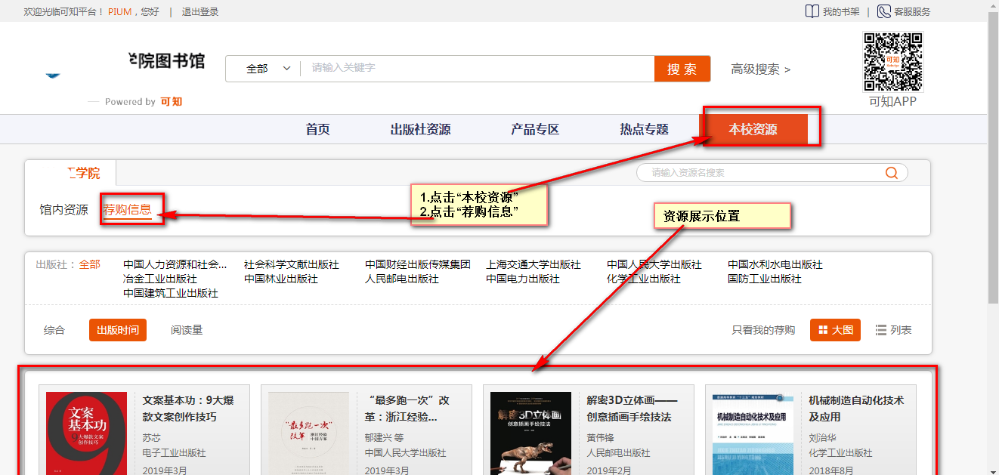 欢迎光临可知平台！ PIUM，您好 | 退出登录
我的书架 | 客服服务
学院图书馆
Powered by 可知
全部 请输入关键字 搜 索 高级搜索 >
可知
可知APP
首页 出版社资源 产品专区 热点专题 本校资源
学院
请输入资源名搜索
馆内资源 荐购信息
1.点击“本校资源”
2.点击“荐购信息”
资源展示位置
出版社： 全部 中国人力资源和社会... 社会科学文献出版社 中国财经出版传媒集团 上海交通大学出版社 中国人民大学出版社 中国水利水电出版社
冶金工业出版社 中国林业出版社 人民邮电出版社 中国电力出版社 化学工业出版社 国防工业出版社
中国建筑工业出版社
综合 出版时间 阅读量 只看我的荐购 大图 列表
文案
基本功
9大爆款文案
创作技巧
文案基本功：9大爆
款文案创作技巧
苏芯
电子工业出版社
2019年3月
“最多跑一次”
改革 浙江经验
中国方案
“最多跑一次”改
革：浙江经验...
郁建兴 等
中国人民大学出版社
2019年3月
解密3D立体画
创意插画手绘技法
解密3D立体画——
创意插画手绘技法
黄伟锋
人民邮电出版社
2019年2月
机械制造自动化技术及应用
机械制造自动化技术
及应用
刘治华
化学工业出版社
2018年8月